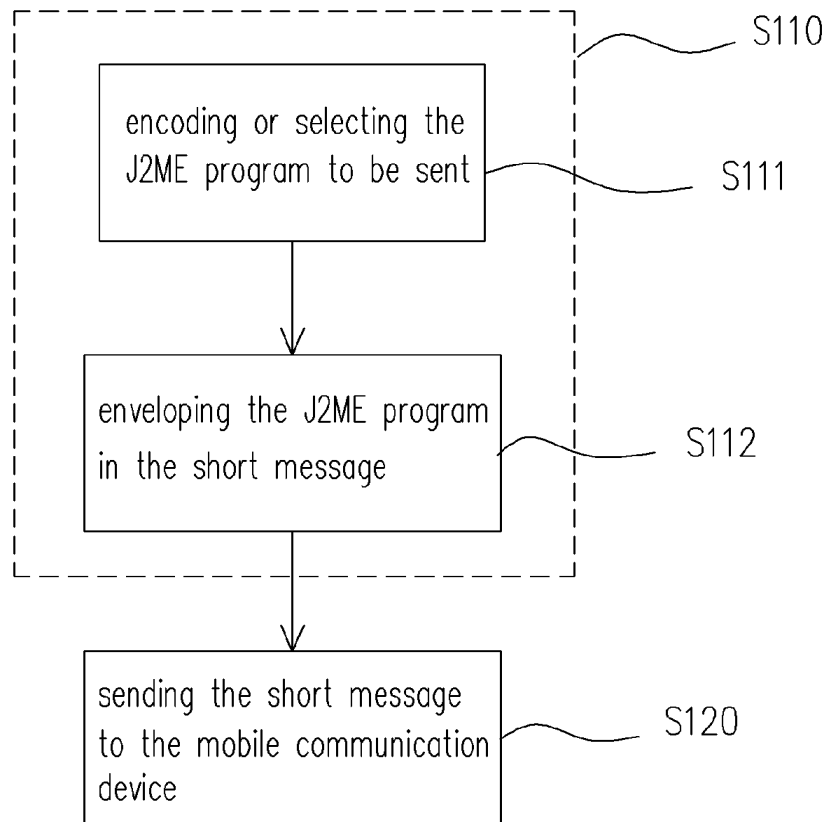 S110
encoding or selecting the
J2ME program to be sent
S111
enveloping the J2ME program
in the short message
S112
sending the short message
to the mobile communication
device
S120